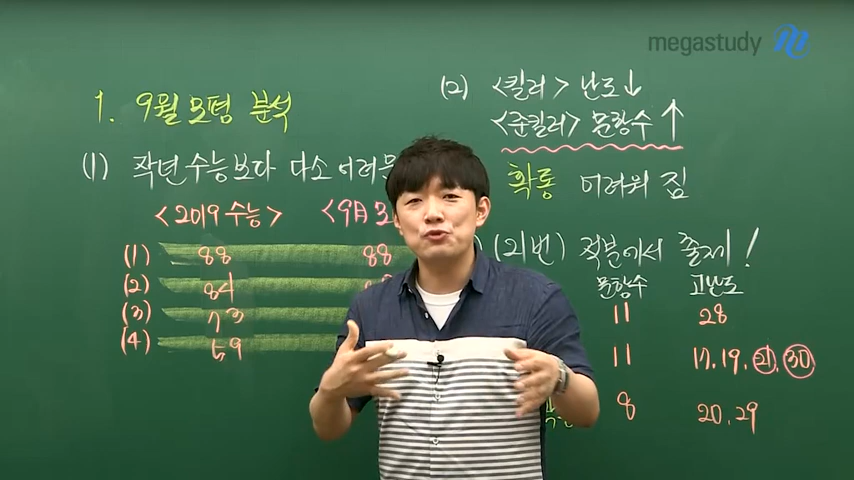 megastudy
1. 9월 모평 분석
(1) 작년 수능보다 다소 어려운
<2019 수능> <9月 모
(1) 88 88
(2) 84
(3) 73
(4) 59
(2) <킬러> 난도↓
<준킬러> 문항수 ↑
확통 어려워 짐
(21번) 적분에서 출제!
문항수 고난도
11 28
11 17. 19. 21. 30
8 20. 29